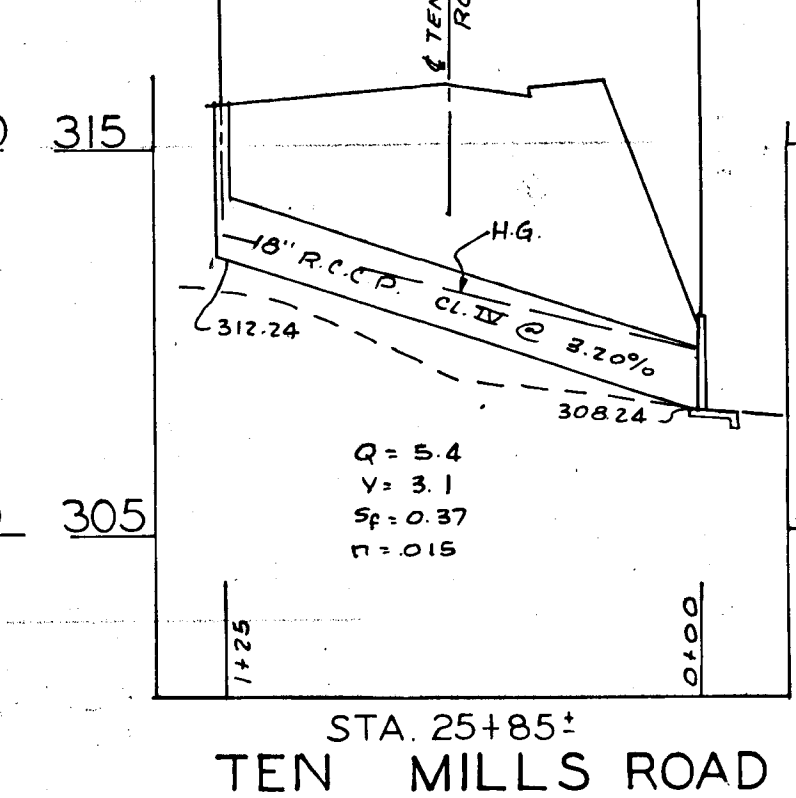 ℄ TEN
RO
315
H.G.
18" R.C.C.P. CL. IV @ 3.20%
312.24
308.24
Q = 5.4
V = 3.1
Sf = 0.37
n = .015
305
1+25
0+00
STA. 25+85±
TEN MILLS ROAD